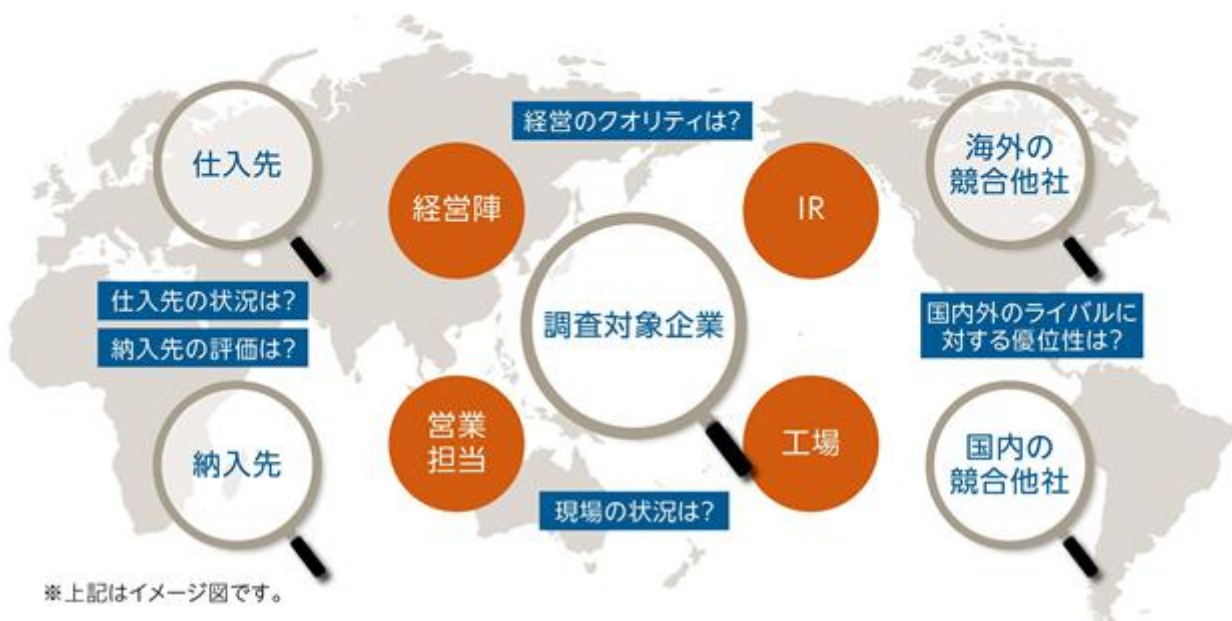 経営のクオリティは?
仕入先
経営陣
IR
海外の
競合他社
調査対象企業
仕入先の状況は?
納入先の評価は?
国内外のライバルに
対する優位性は?
納入先
営業
担当
工場
国内の
競合他社
現場の状況は?
※上記はイメージ図です。